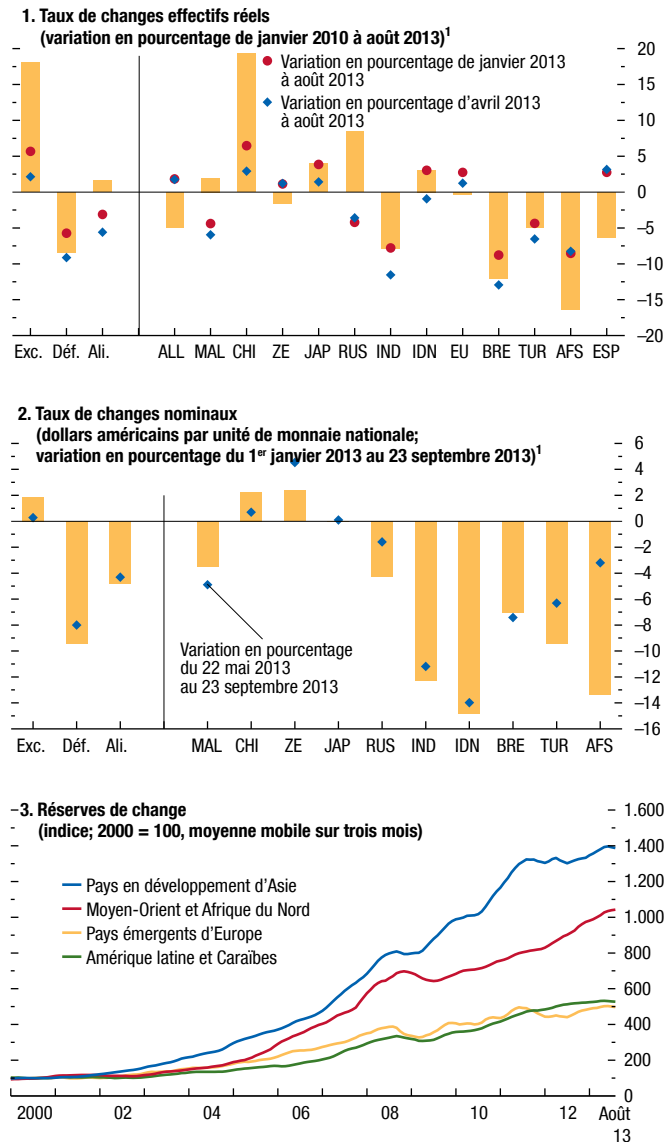 1. Taux de changes effectifs réels
(variation en pourcentage de janvier 2010 à août 2013)¹
Variation en pourcentage de janvier 2013
à août 2013
Variation en pourcentage d'avril 2013
à août 2013
20
15
10
5
0
–5
–10
–15
–20
Exc. Déf. Ali. ALL MAL CHI ZE JAP RUS IND IDN EU BRE TUR AFS ESP
2. Taux de changes nominaux
(dollars américains par unité de monnaie nationale;
variation en pourcentage du 1er janvier 2013 au 23 septembre 2013)¹
6
4
2
0
–2
–4
–6
–8
–10
–12
–14
–16
Variation en pourcentage
du 22 mai 2013
au 23 septembre 2013
Exc. Déf. Ali. MAL CHI ZE JAP RUS IND IDN BRE TUR AFS
3. Réserves de change
(indice; 2000 = 100, moyenne mobile sur trois mois)
Pays en développement d'Asie
Moyen-Orient et Afrique du Nord
Pays émergents d'Europe
Amérique latine et Caraïbes
1.600
1.400
1.200
1.000
800
600
400
200
0
2000 02 04 06 08 10 12 Août
13